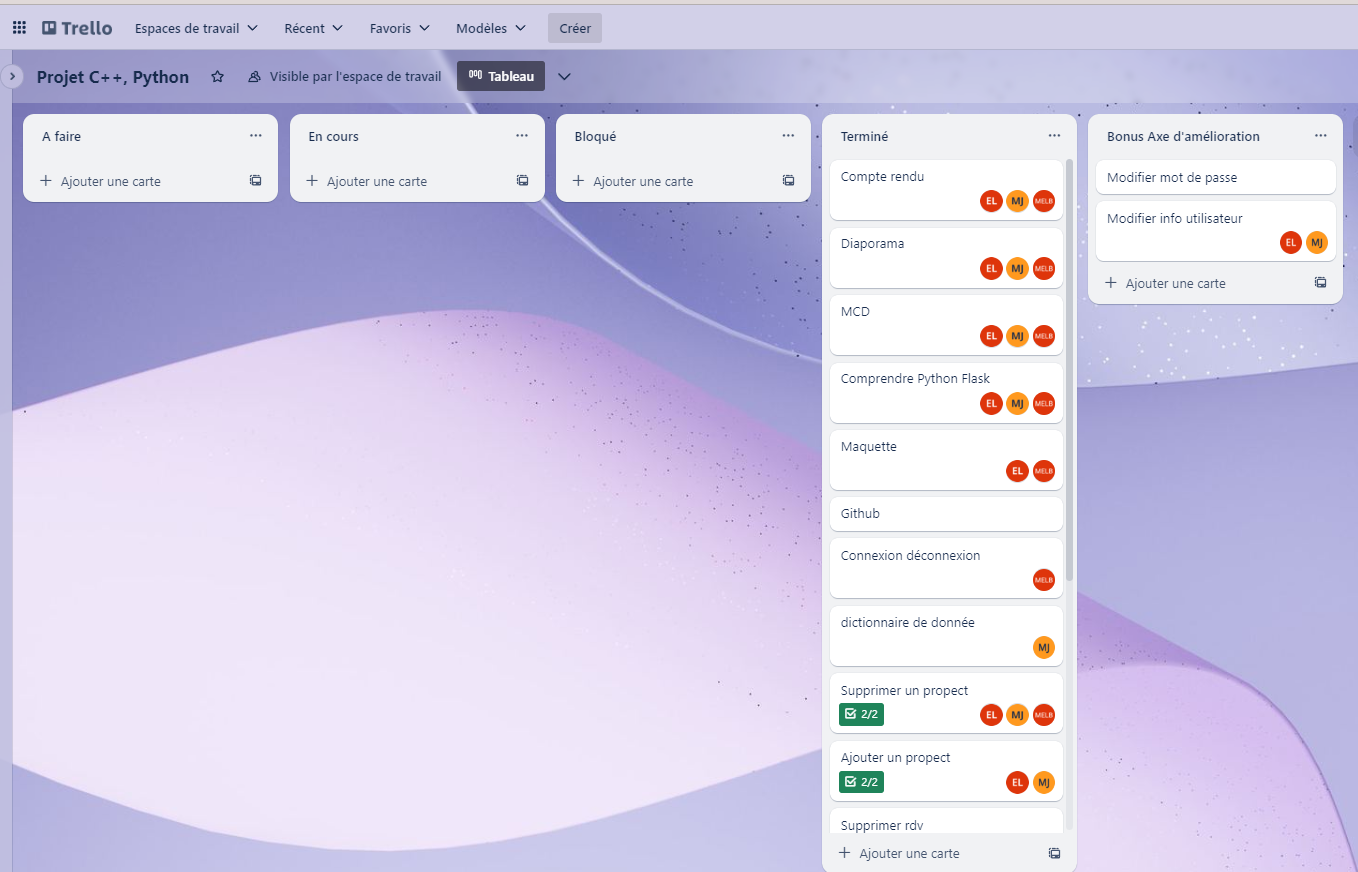 Trello
Espaces de travail
Récent
Favoris
Modèles
Créer
Projet C++, Python
Visible par l'espace de travail
Tableau
A faire
Ajouter une carte
En cours
Ajouter une carte
Bloqué
Ajouter une carte
Terminé
Compte rendu
EL MJ MELB
Diaporama
EL MJ MELB
MCD
EL MJ MELB
Comprendre Python Flask
EL MJ MELB
Maquette
EL MELB
Github
Connexion déconnexion
MELB
dictionnaire de donnée
MJ
Supprimer un propect
2/2 EL MJ MELB
Ajouter un propect
2/2 EL MJ
Supprimer rdv
Ajouter une carte
Bonus Axe d'amélioration
Modifier mot de passe
Modifier info utilisateur
EL MJ
Ajouter une carte